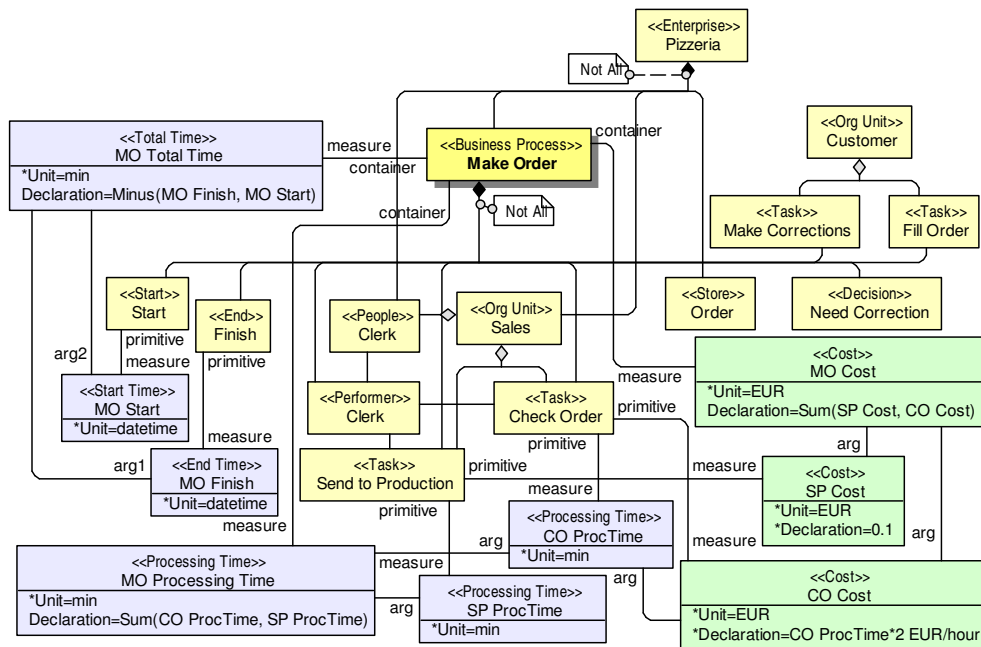 <<Enterprise>>
Pizzeria
Not All
<<Total Time>>
MO Total Time
*Unit=min
Declaration=Minus(MO Finish, MO Start)
measure
container
container
<<Business Process>>
Make Order
container
Not All
<<Org Unit>>
Customer
<<Task>>
Make Corrections
<<Task>>
Fill Order
<<Start>>
Start
primitive
measure
<<End>>
Finish
primitive
<<People>>
Clerk
<<Org Unit>>
Sales
<<Store>>
Order
<<Decision>>
Need Correction
arg2
<<Start Time>>
MO Start
*Unit=datetime
measure
<<Performer>>
Clerk
<<Task>>
Check Order
primitive
primitive
measure
<<Cost>>
MO Cost
*Unit=EUR
Declaration=Sum(SP Cost, CO Cost)
arg
arg1
<<End Time>>
MO Finish
*Unit=datetime
measure
<<Task>>
Send to Production
primitive
primitive
measure
measure
<<Cost>>
SP Cost
*Unit=EUR
*Declaration=0.1
arg
<<Processing Time>>
MO Processing Time
*Unit=min
Declaration=Sum(CO ProcTime, SP ProcTime)
measure
arg
arg
<<Processing Time>>
CO ProcTime
*Unit=min
arg
measure
<<Processing Time>>
SP ProcTime
*Unit=min
<<Cost>>
CO Cost
*Unit=EUR
*Declaration=CO ProcTime*2 EUR/hour